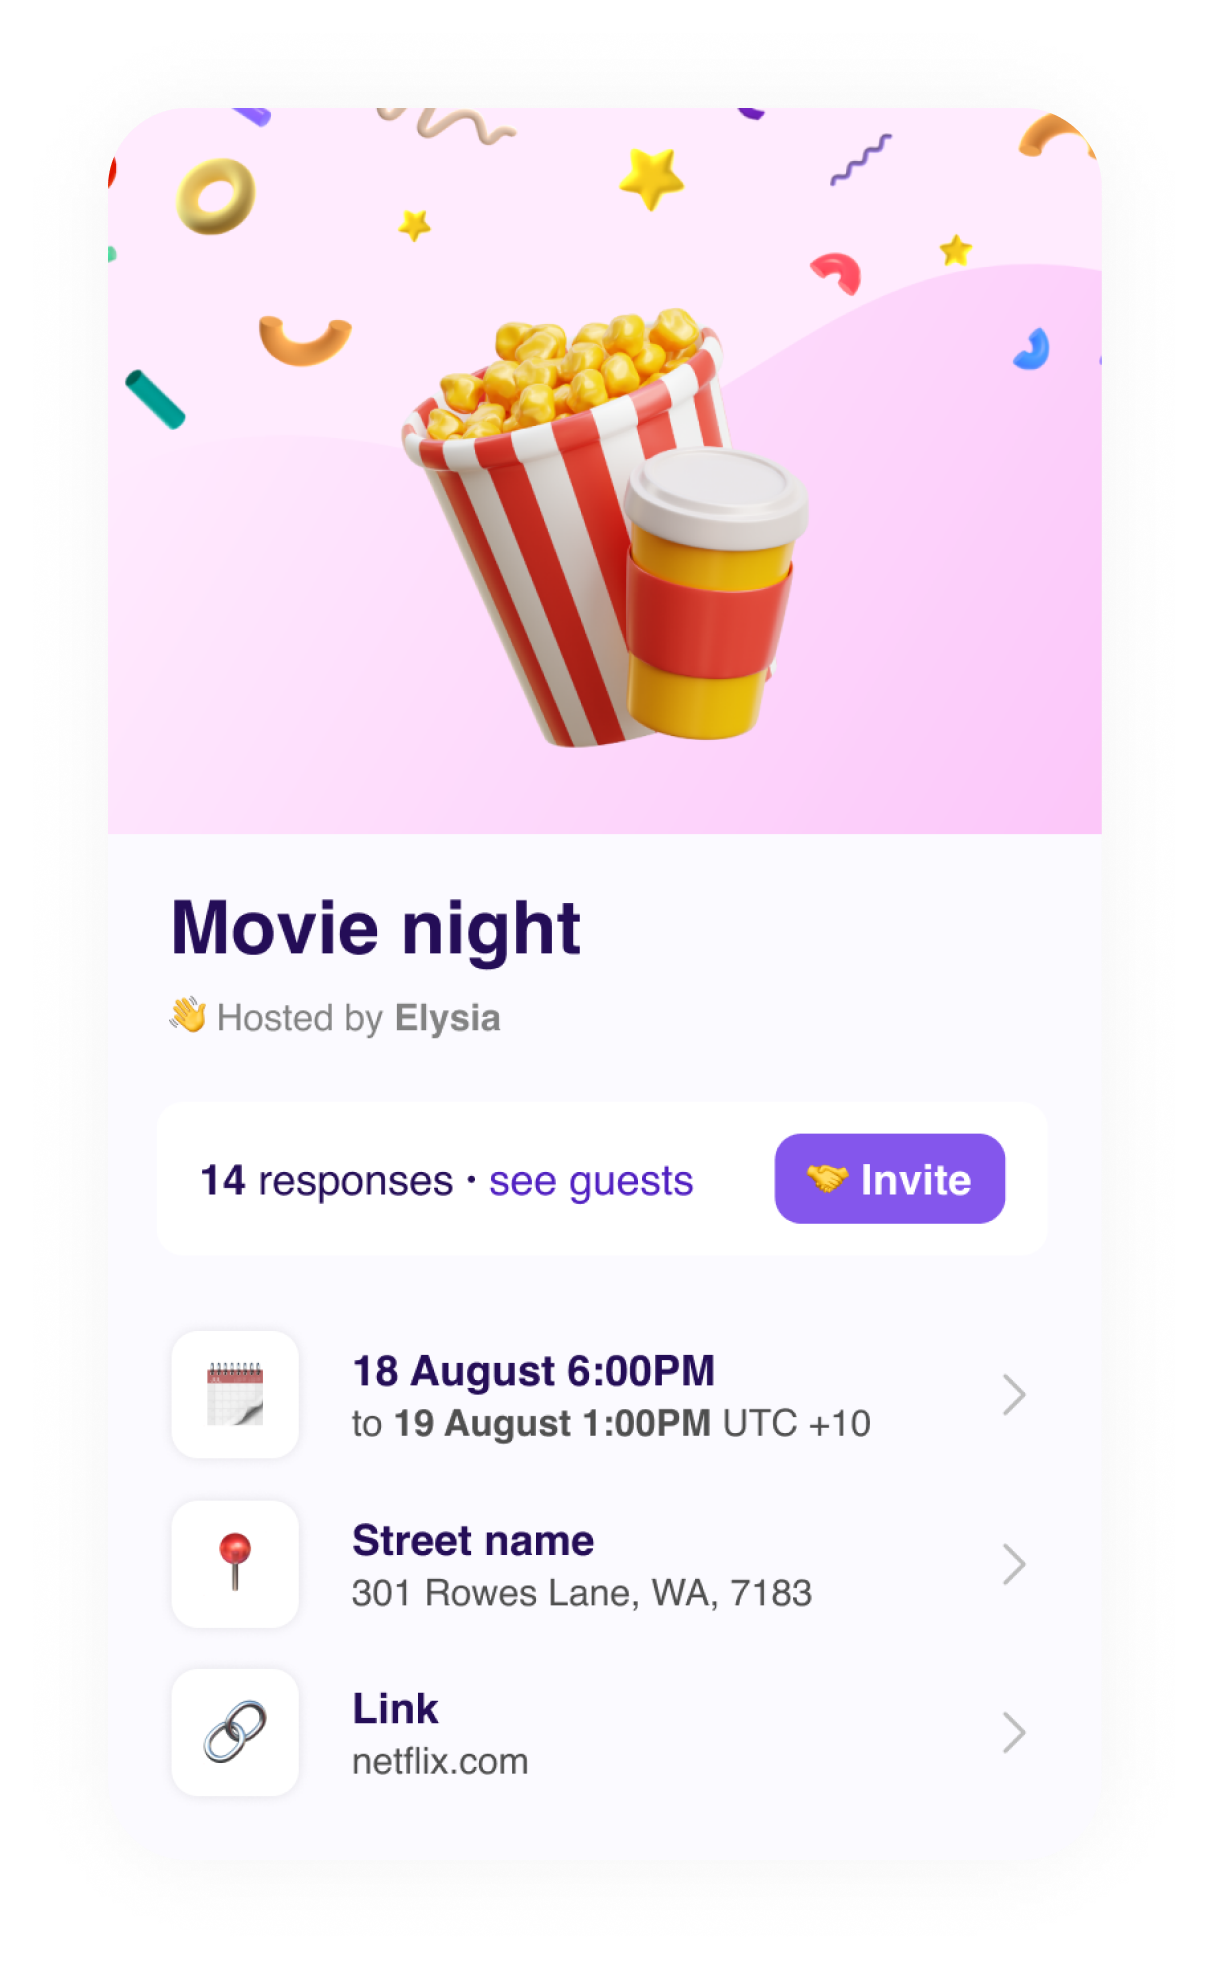 Movie night
👋 Hosted by Elysia
14 responses • see guests
🤝 Invite
18 August 6:00PM
to 19 August 1:00PM UTC +10
Street name
301 Rowes Lane, WA, 7183
Link
netflix.com